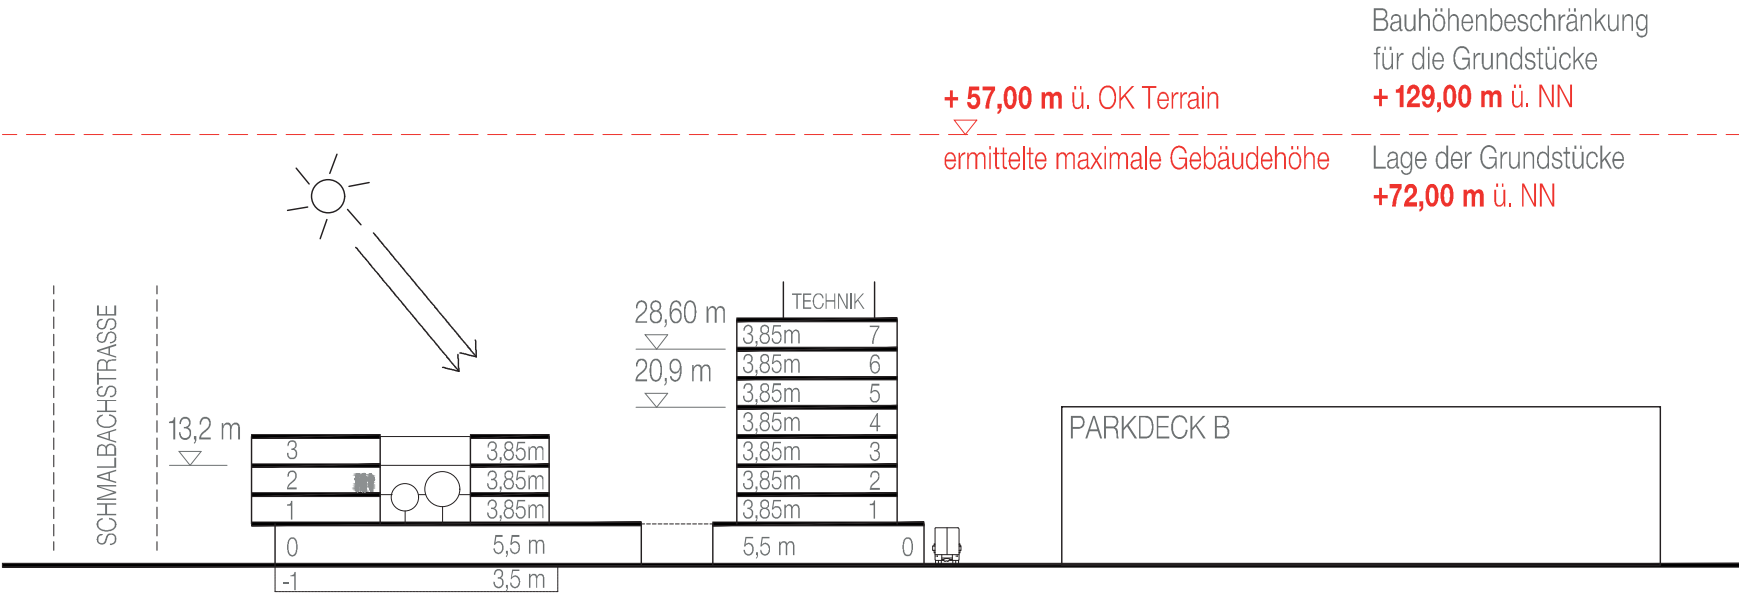 Bauhöhenbeschränkung
für die Grundstücke
+ 129,00 m ü. NN
+ 57,00 m ü. OK Terrain
ermittelte maximale Gebäudehöhe
Lage der Grundstücke
+72,00 m ü. NN
SCHMALBACHSTRASSE
13,2 m
3 3,85m
2 3,85m
1 3,85m
0 5,5 m
-1 3,5 m
28,60 m
20,9 m
TECHNIK
3,85m 7
3,85m 6
3,85m 5
3,85m 4
3,85m 3
3,85m 2
3,85m 1
5,5 m 0
PARKDECK B